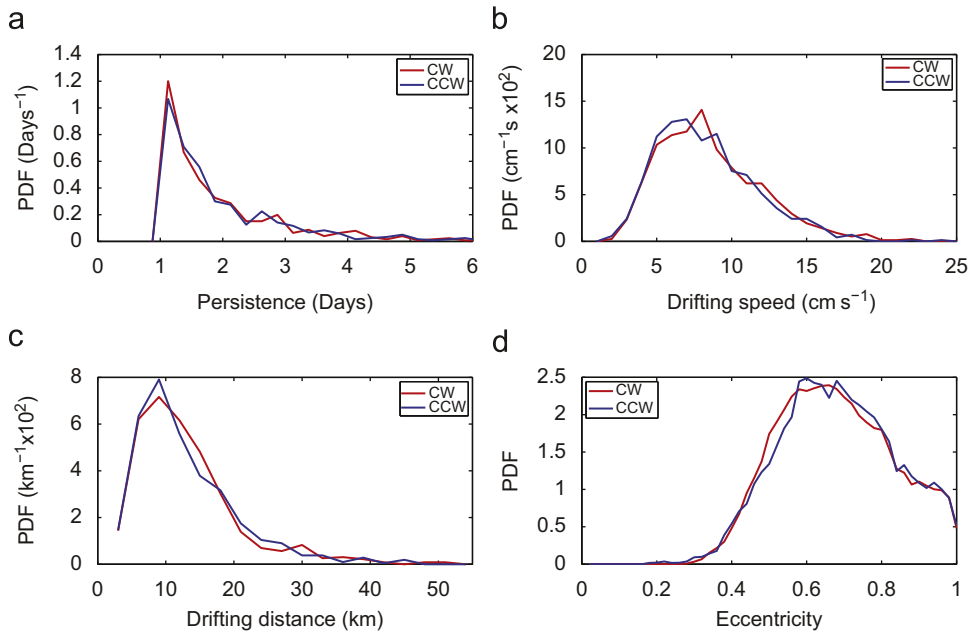 a
1.4
1.2
1
0.8
0.6
0.4
0.2
0
PDF (Days⁻¹)
CW
CCW
0 1 2 3 4 5 6
Persistence (Days)
b
20
15
10
5
0
PDF (cm⁻¹s x10²)
CW
CCW
0 5 10 15 20 25
Drifting speed (cm s⁻¹)
c
8
6
4
2
0
PDF (km⁻¹x10²)
CW
CCW
0 10 20 30 40 50
Drifting distance (km)
d
2.5
2
1.5
1
0.5
0
PDF
CW
CCW
0 0.2 0.4 0.6 0.8 1
Eccentricity